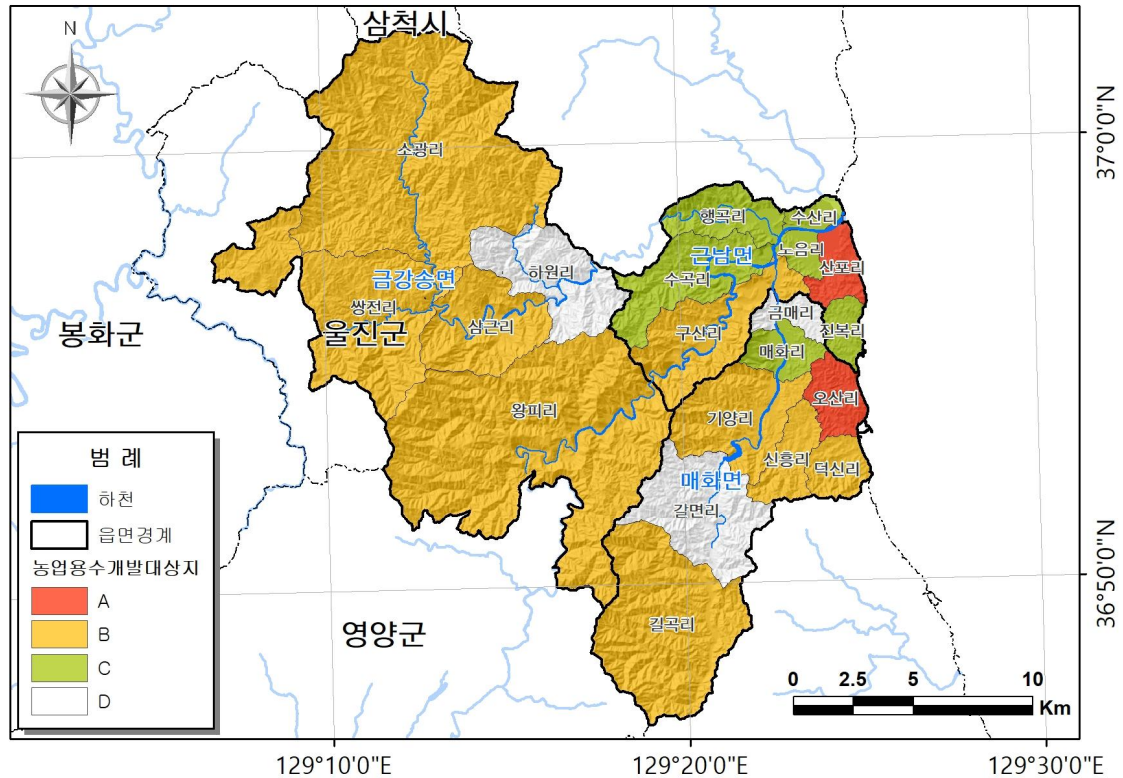 삼척시
N
소광리
행곡리
수산리
노음리
산포리
근남면
수곡리
하원리
금강송면
쌍전리
울진군
삼근리
구산리
금매리
진복리
매화리
봉화군
오산리
왕피리
기양리
신흥리
덕신리
매화면
갈면리
길곡리
영양군
범 례
하천
읍면경계
농업용수개발대상지
A
B
C
D
0 2.5 5 10
Km
37°0'0"N
36°50'0"N
129°10'0"E
129°20'0"E
129°30'0"E